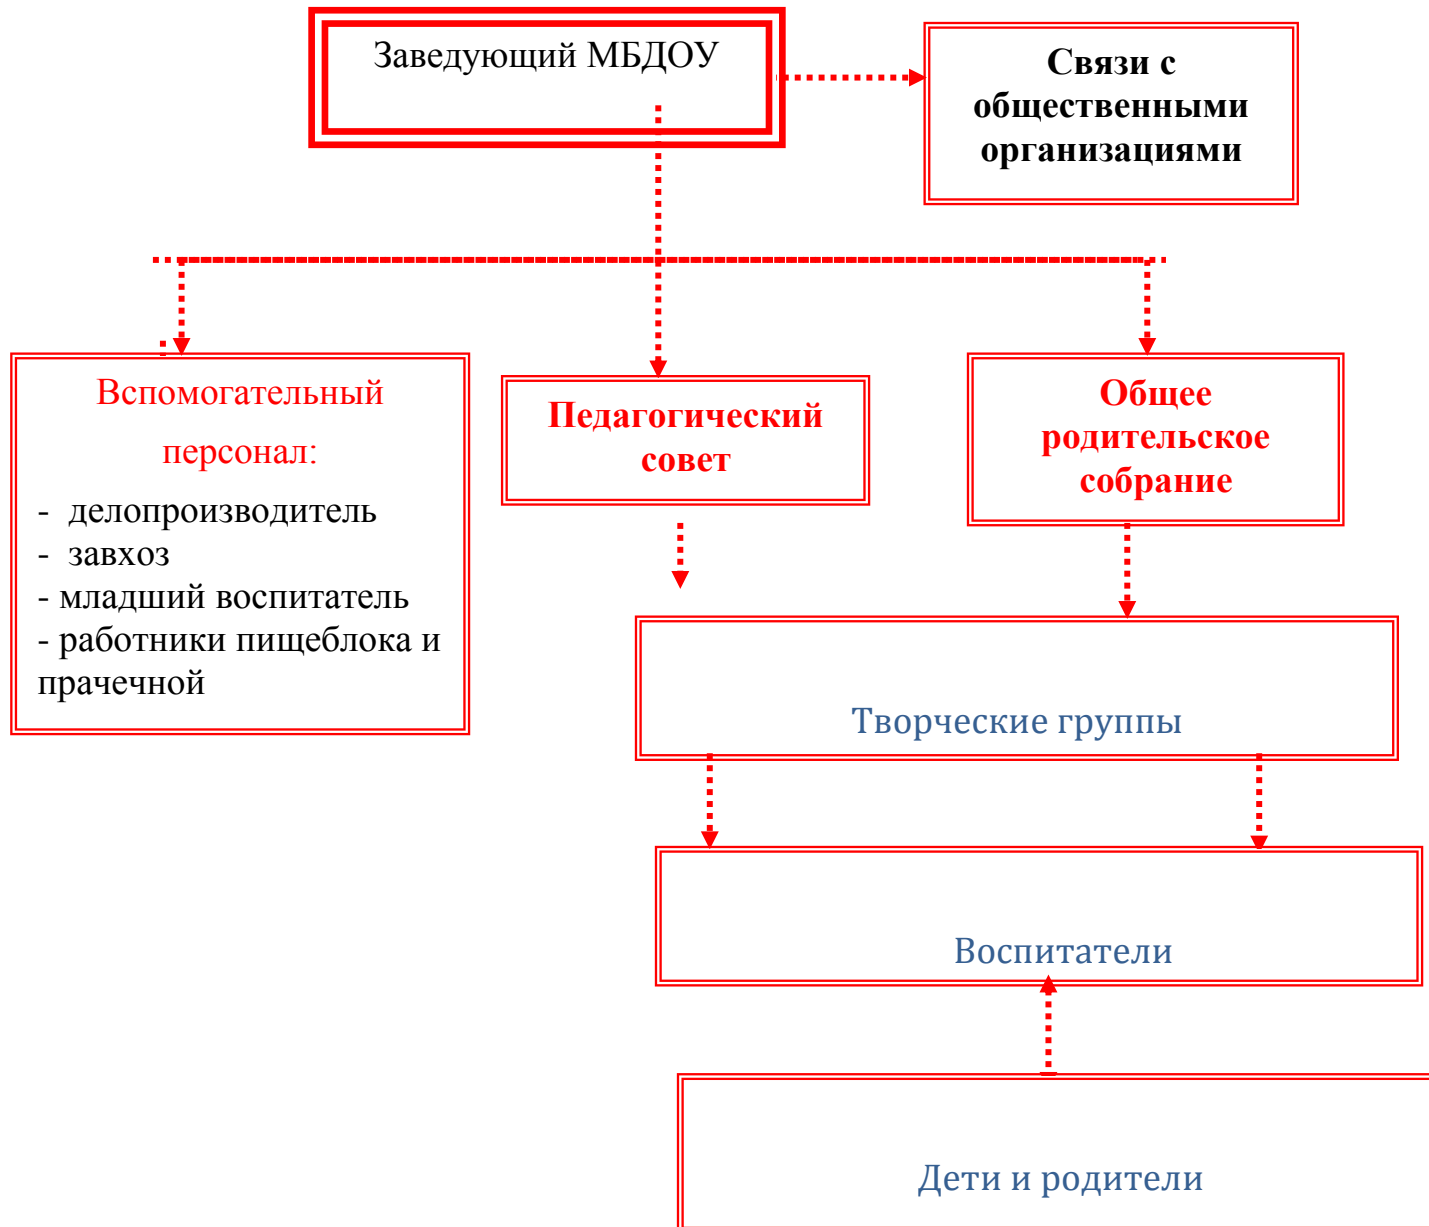 Заведующий МБДОУ
Связи с
общественными
организациями
Вспомогательный
персонал:
- делопроизводитель
- завхоз
- младший воспитатель
- работники пищеблока и
прачечной
Педагогический
совет
Общее
родительское
собрание
Творческие группы
Воспитатели
Дети и родители